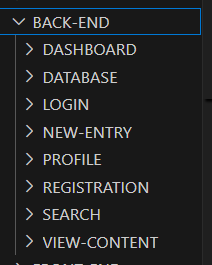 BACK-END
DASHBOARD
DATABASE
LOGIN
NEW-ENTRY
PROFILE
REGISTRATION
SEARCH
VIEW-CONTENT